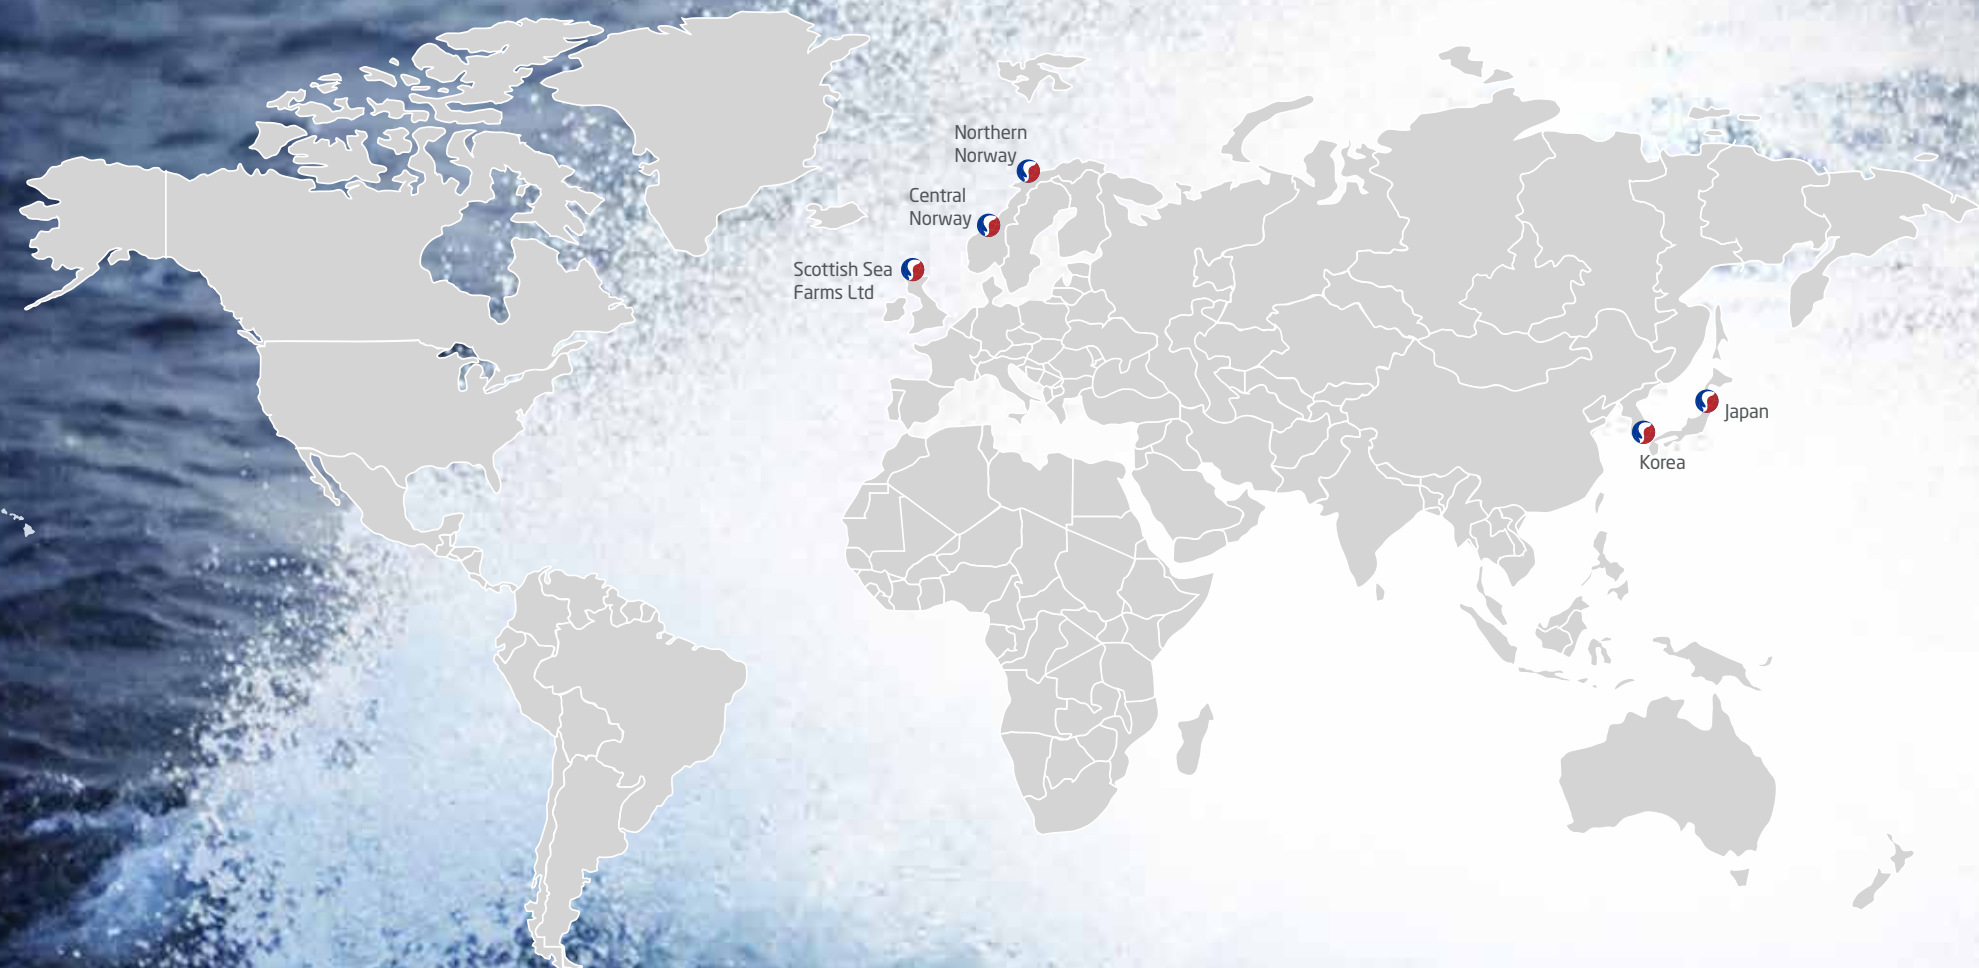 Northern
Norway
Central
Norway
Scottish Sea
Farms Ltd
Japan
Korea